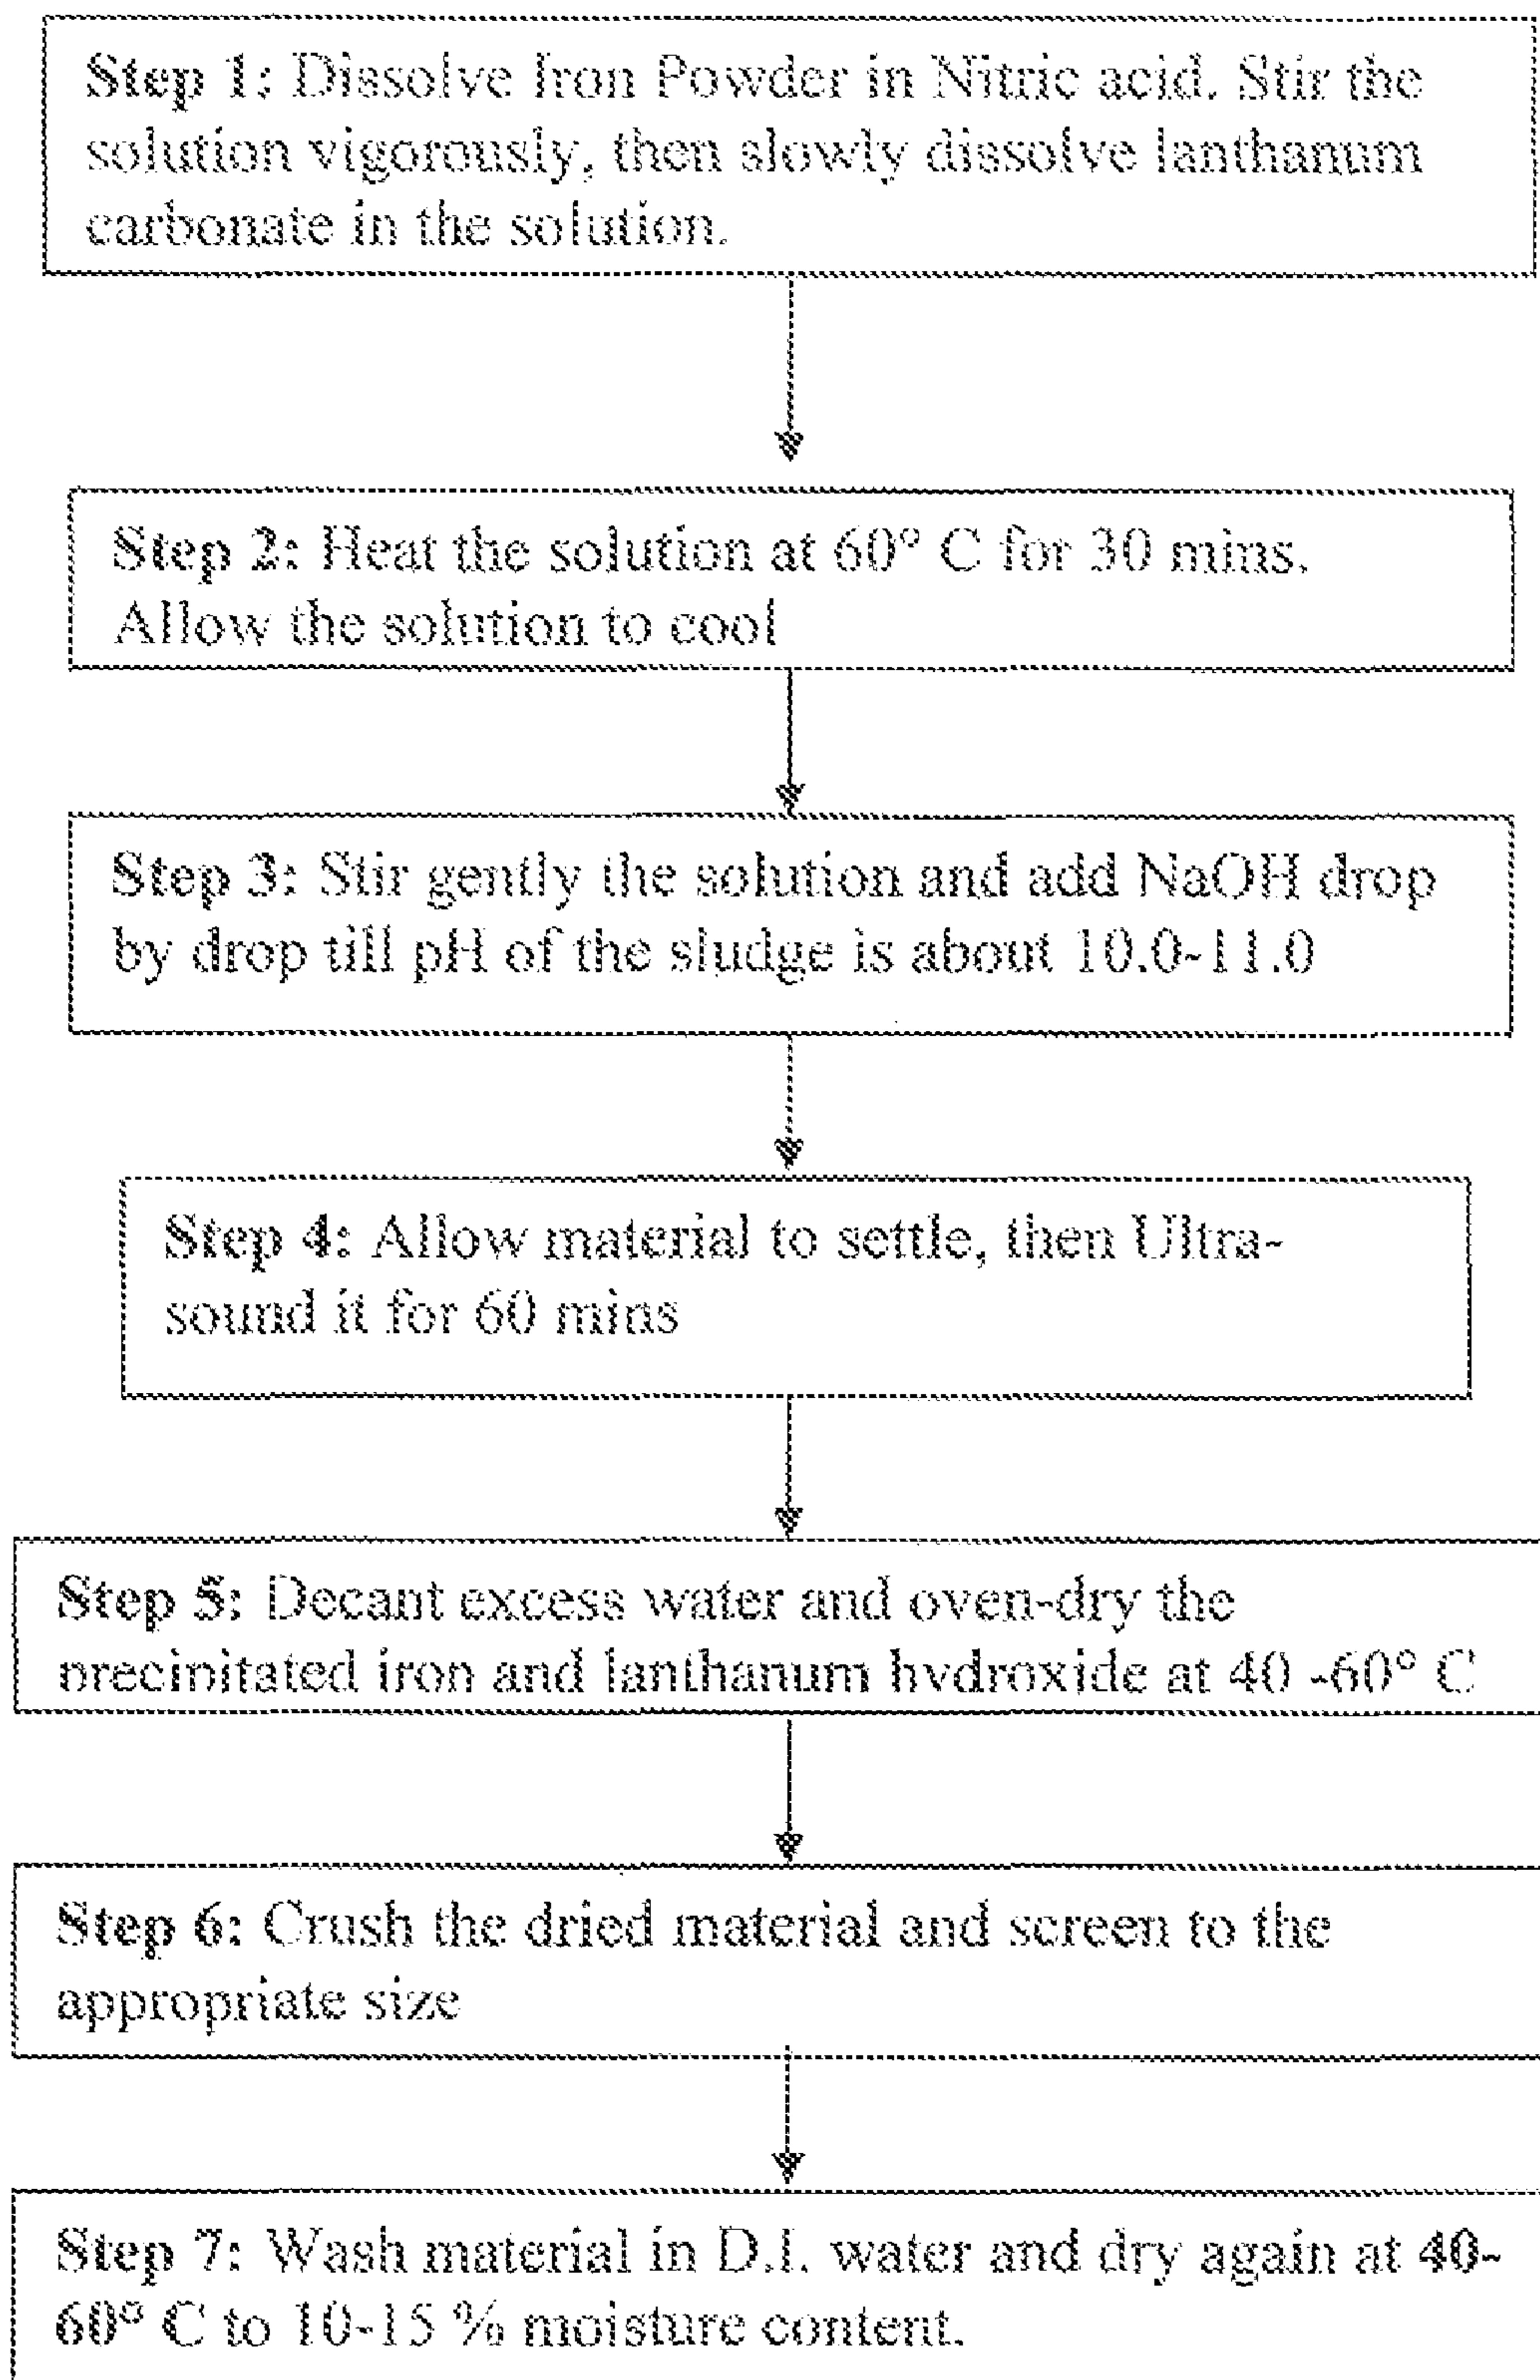 Step 1: Dissolve Iron Powder in Nitric acid. Stir the
solution vigorously, then slowly dissolve lanthanum
carbonate in the solution.
Step 2: Heat the solution at 60° C for 30 mins.
Allow the solution to cool
Step 3: Stir gently the solution and add NaOH drop
by drop till pH of the sludge is about 10.0-11.0
Step 4: Allow material to settle, then Ultra-
sound it for 60 mins
Step 5: Decant excess water and oven-dry the
precipitated iron and lanthanum hydroxide at 40 -60° C
Step 6: Crush the dried material and screen to the
appropriate size
Step 7: Wash material in D.I. water and dry again at 40-
60° C to 10-15 % moisture content.